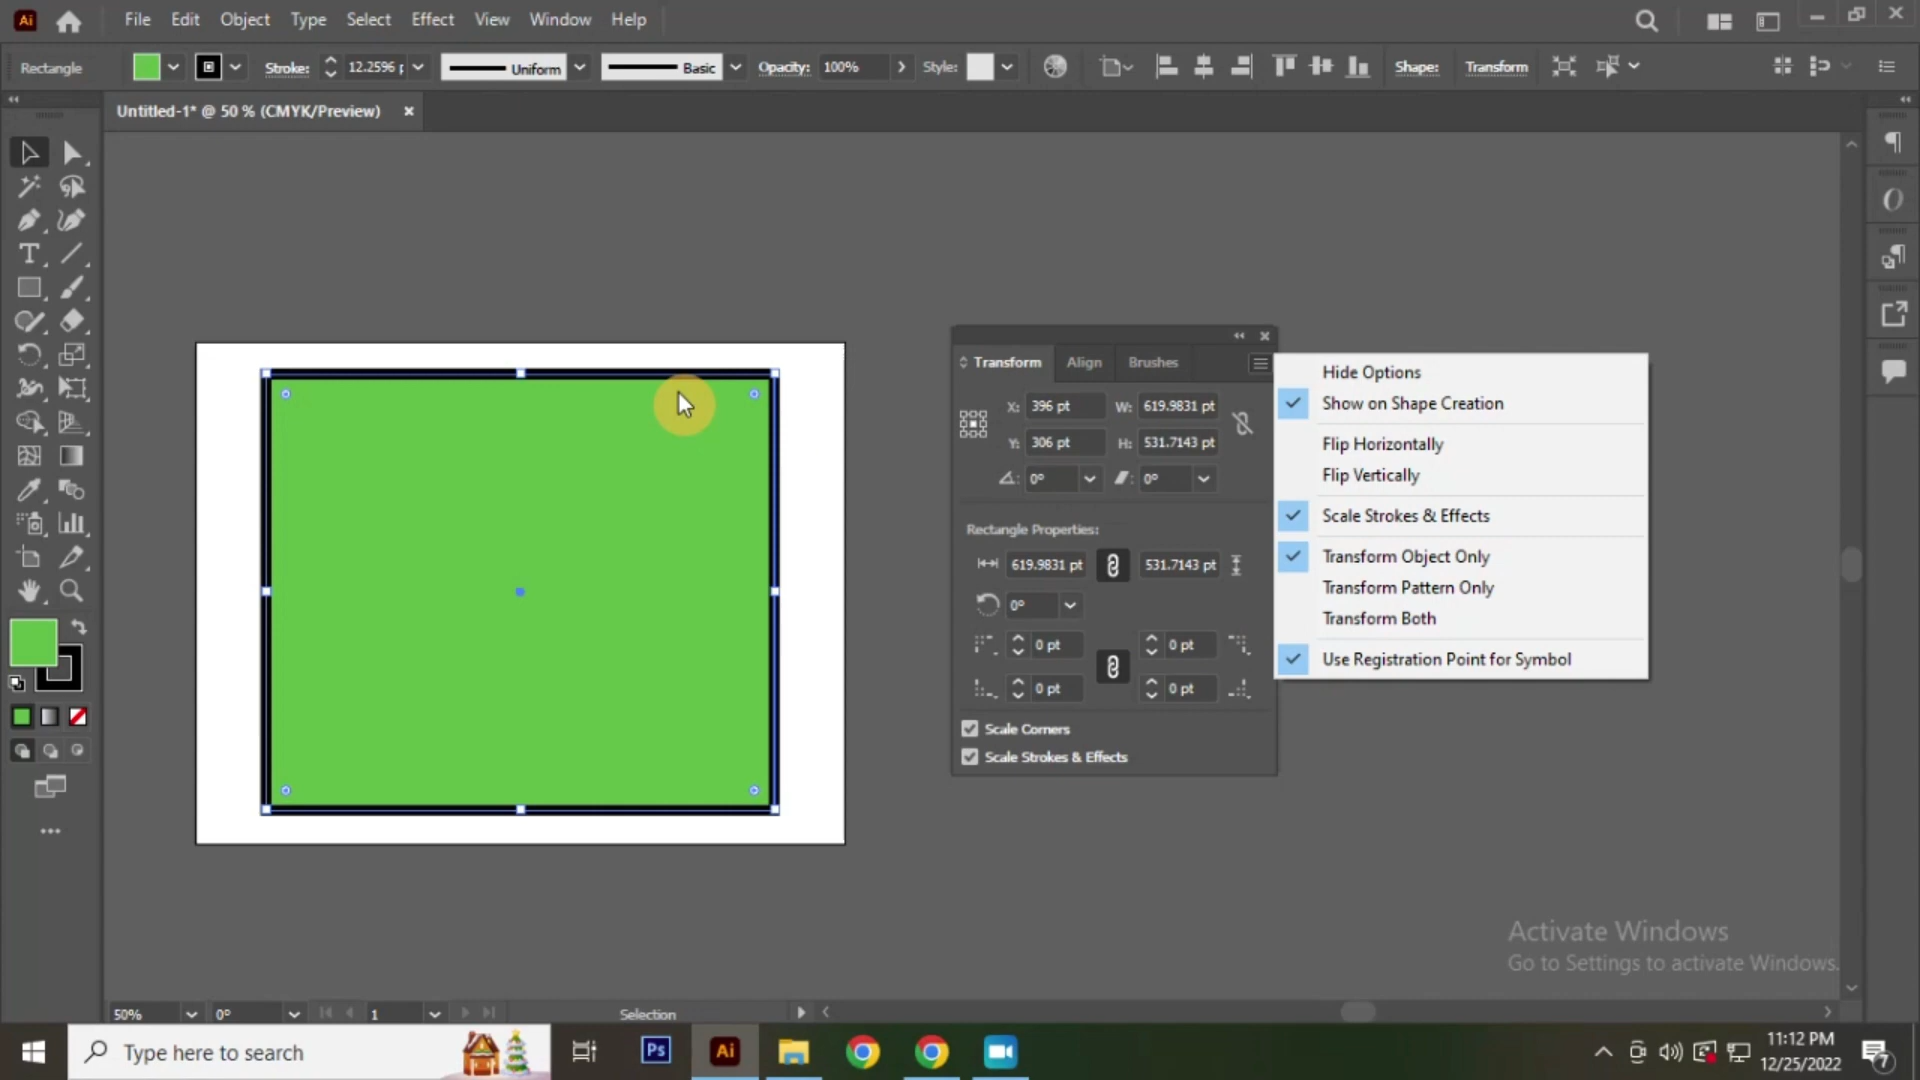 Ai File Edit Object Type Select Effect View Window Help
Rectangle Stroke: 12.2596 p Uniform Basic Opacity: 100% Style: Shape: Transform
Untitled-1* @ 50 % (CMYK/Preview) ×
Transform Align Brushes
X: 396 pt W: 619.9831 pt
Y: 306 pt H: 531.7143 pt
0° 0°
Rectangle Properties:
619.9831 pt 531.7143 pt
0°
0 pt 0 pt
0 pt 0 pt
Scale Corners
Scale Strokes & Effects
Hide Options
Show on Shape Creation
Flip Horizontally
Flip Vertically
Scale Strokes & Effects
Transform Object Only
Transform Pattern Only
Transform Both
Use Registration Point for Symbol
Activate Windows
Go to Settings to activate Windows.
50% 0° 1 Selection
Type here to search Ps Ai
11:12 PM
12/25/2022
7